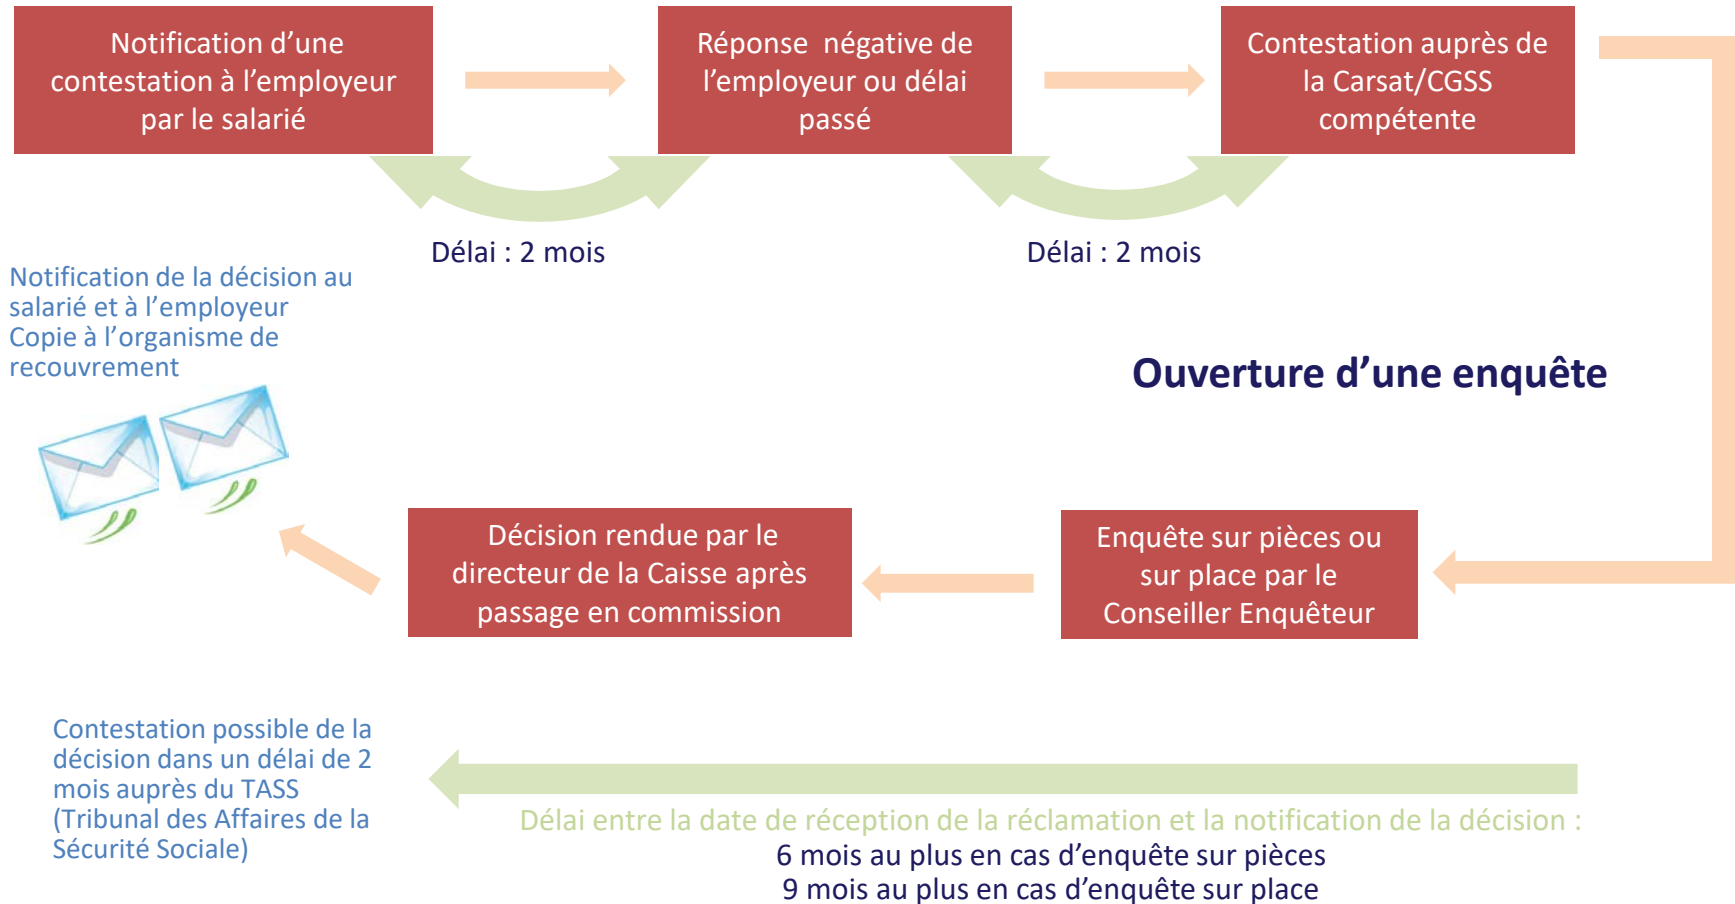 Notification d’une
contestation à l’employeur
par le salarié
Réponse négative de
l’employeur ou délai
passé
Contestation auprès de
la Carsat/CGSS
compétente
Délai : 2 mois
Délai : 2 mois
Notification de la décision au
salarié et à l’employeur
Copie à l’organisme de
recouvrement
Ouverture d’une enquête
Décision rendue par le
directeur de la Caisse après
passage en commission
Enquête sur pièces ou
sur place par le
Conseiller Enquêteur
Contestation possible de la
décision dans un délai de 2
mois auprès du TASS
(Tribunal des Affaires de la
Sécurité Sociale)
Délai entre la date de réception de la réclamation et la notification de la décision :
6 mois au plus en cas d’enquête sur pièces
9 mois au plus en cas d’enquête sur place